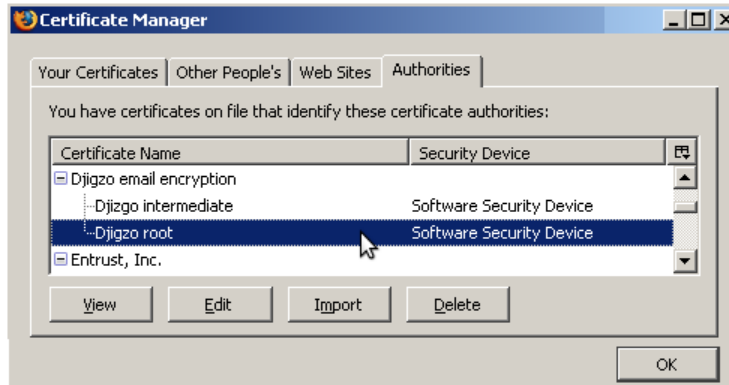 Certificate Manager
Your Certificates Other People's Web Sites Authorities
You have certificates on file that identify these certificate authorities:
Certificate Name Security Device
Djigzo email encryption
Djizgo intermediate Software Security Device
Djigzo root Software Security Device
Entrust, Inc.
View Edit Import Delete
OK